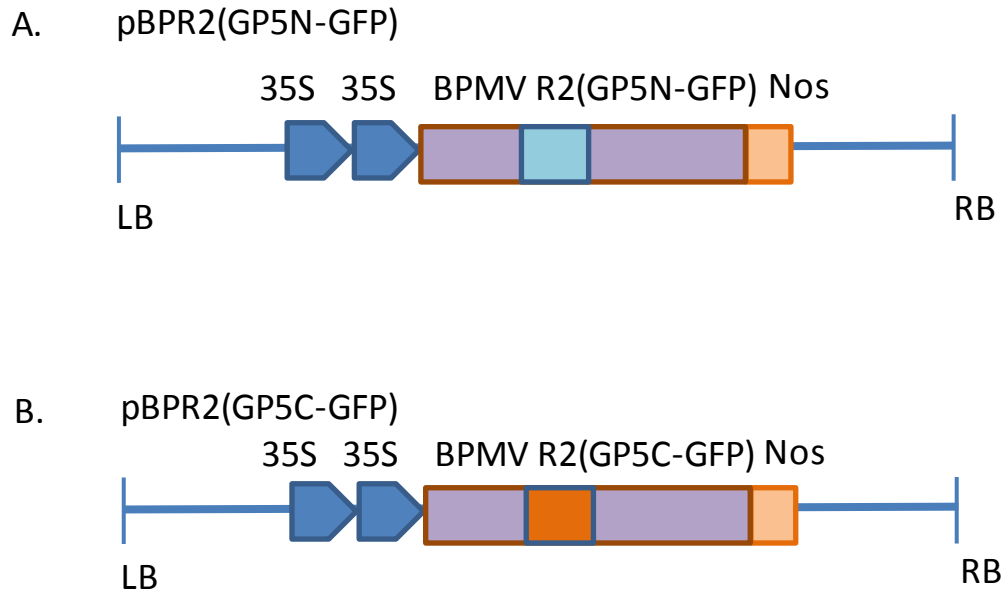 A. pBPR2(GP5N-GFP)
35S 35S BPMV R2(GP5N-GFP) Nos
LB RB
B. pBPR2(GP5C-GFP)
35S 35S BPMV R2(GP5C-GFP) Nos
LB RB